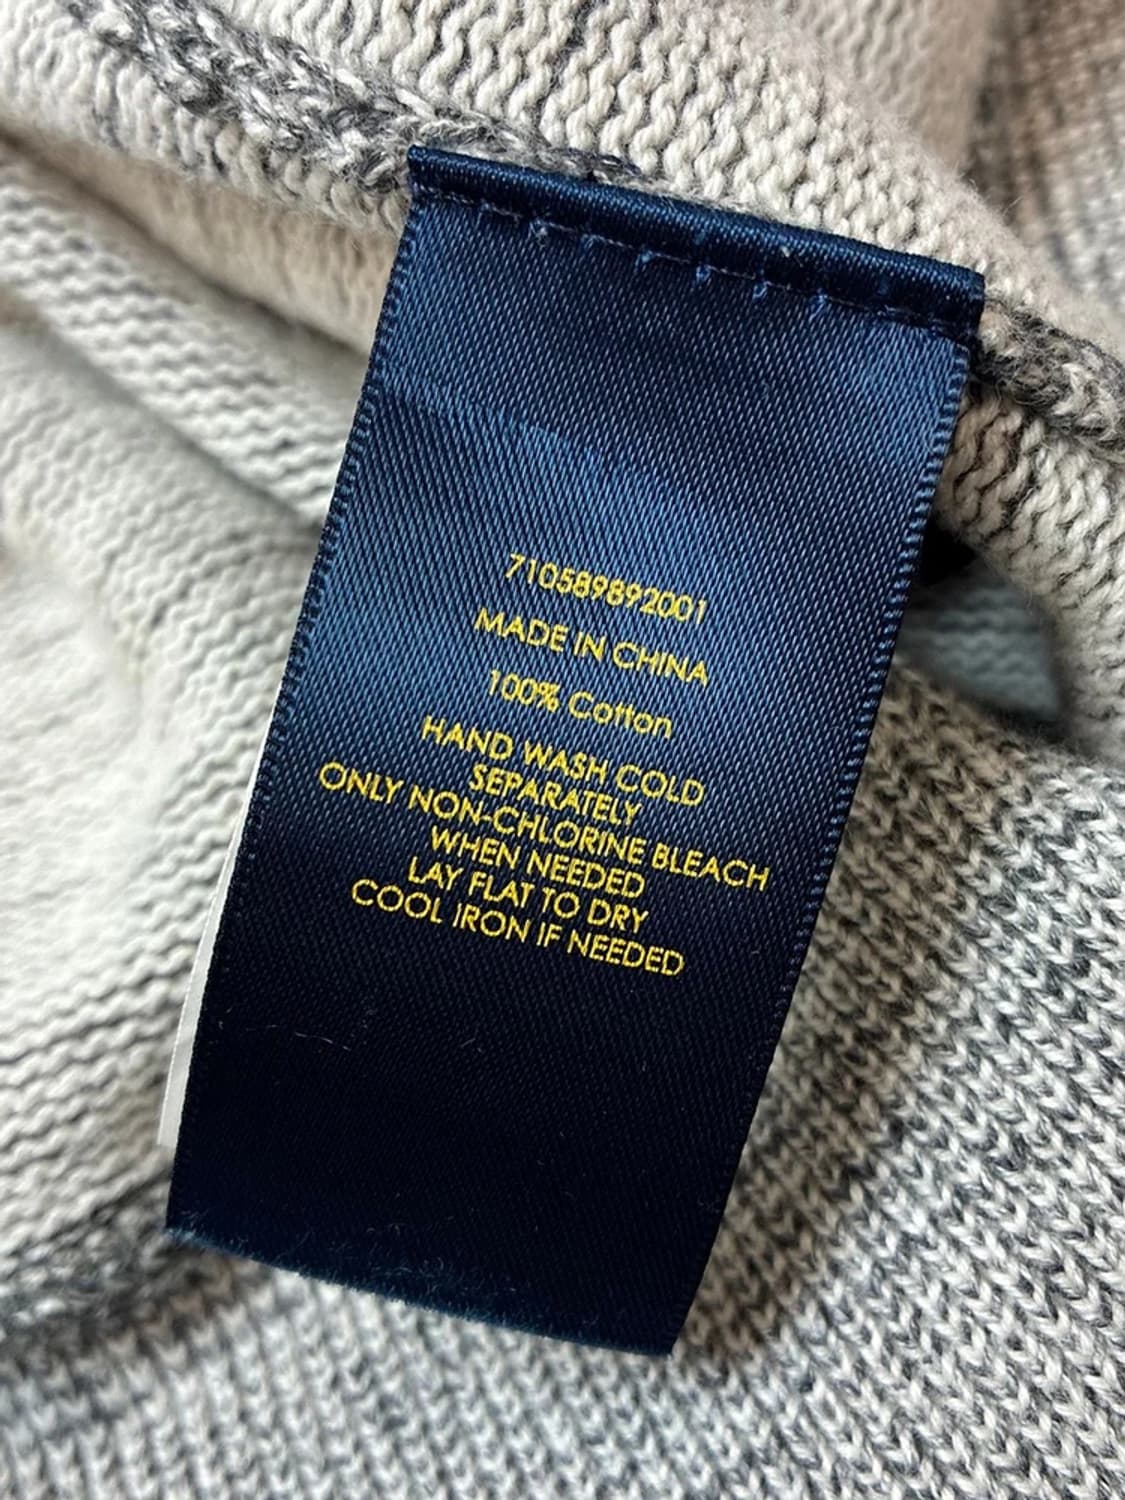 710589892001
MADE IN CHINA
100% Cotton
HAND WASH COLD
SEPARATELY
ONLY NON-CHLORINE BLEACH
WHEN NEEDED
LAY FLAT TO DRY
COOL IRON IF NEEDED